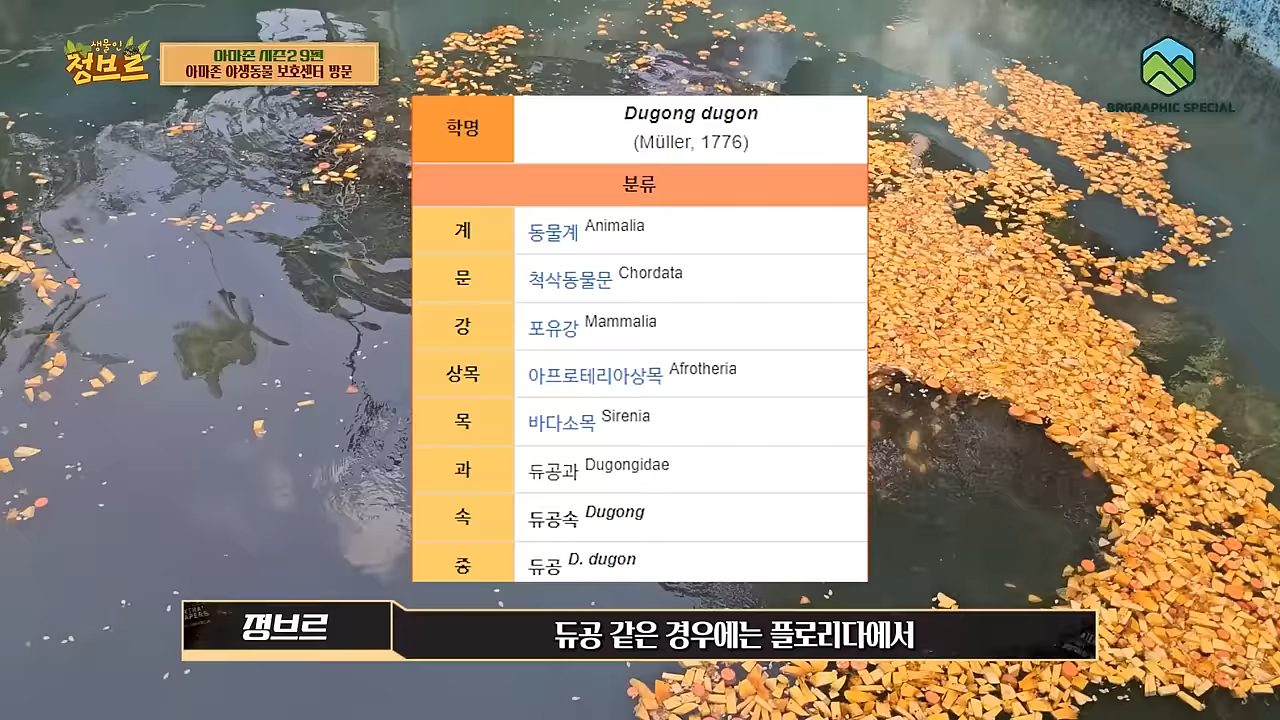 생물인
정브르
아마존 시즌2 9편
아마존 야생동물 보호센터 방문
BRGRAPHIC SPECIAL
학명
Dugong dugon
(Müller, 1776)
분류
계 동물계 Animalia
문 척삭동물문 Chordata
강 포유강 Mammalia
상목 아프로테리아상목 Afrotheria
목 바다소목 Sirenia
과 듀공과 Dugongidae
속 듀공속 Dugong
종 듀공 D. dugon
정브르 듀공 같은 경우에는 플로리다에서